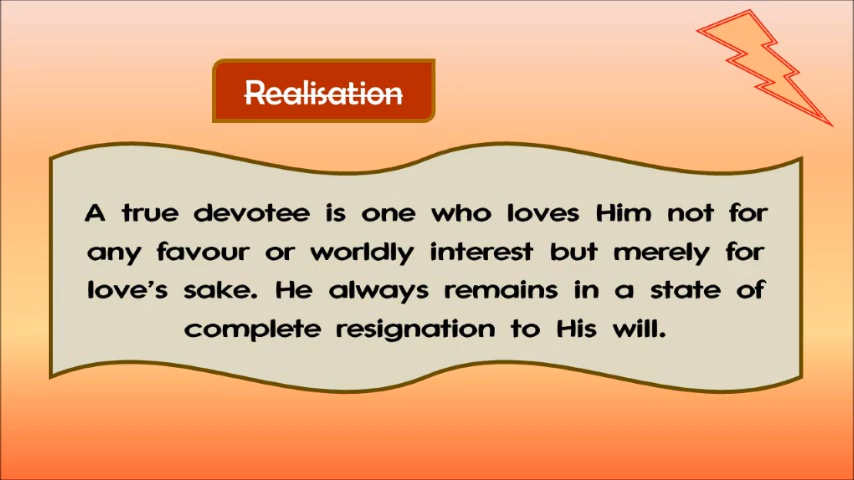 Realisation
A true devotee is one who loves Him not for
any favour or worldly interest but merely for
love's sake. He always remains in a state of
complete resignation to His will.